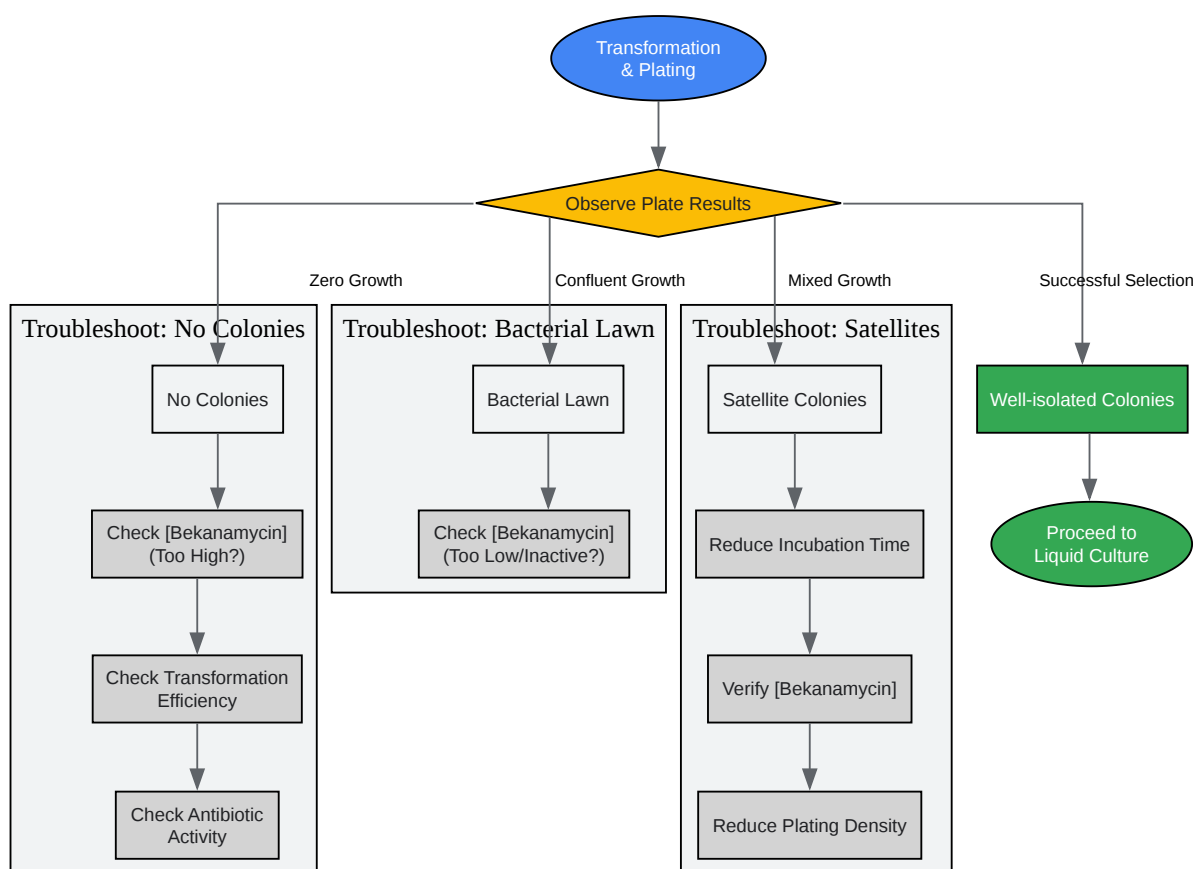 Transformation
& Plating
Observe Plate Results
Zero Growth
Confluent Growth
Mixed Growth
Successful Selection
Troubleshoot: No Colonies
Troubleshoot: Bacterial Lawn
Troubleshoot: Satellites
No Colonies
Bacterial Lawn
Satellite Colonies
Well-isolated Colonies
Check [Bekanamycin]
(Too High?)
Check [Bekanamycin]
(Too Low/Inactive?)
Reduce Incubation Time
Proceed to
Liquid Culture
Check Transformation
Efficiency
Verify [Bekanamycin]
Check Antibiotic
Activity
Reduce Plating Density